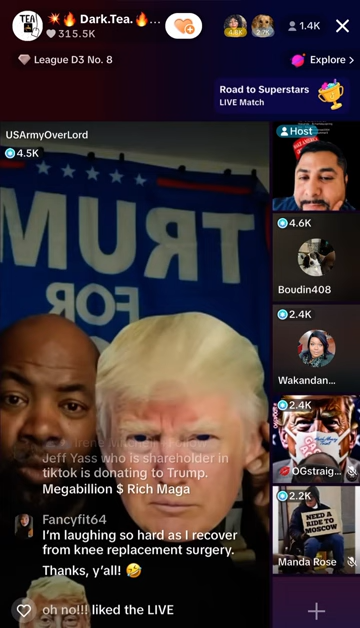 TEA
💥🔥 Dark.Tea. 🔥...
315.5K
4.8K
1.4K
League D3 No. 8
Explore >
Road to Superstars
LIVE Match
USArmyOverLord
4.5K
Host
TRUMP
FOR
4.6K
Boudin408
2.4K
Wakandan...
2.4K
💋 OGstraig...
2.2K
NEED A
RIDE TO
MOSCOW
Manda Rose
Jeff Yass who is shareholder in
tiktok is donating to Trump.
Megabillion $ Rich Maga
Fancyfit64
I'm laughing so hard as I recover
from knee replacement surgery.
Thanks, y'all! 🤣
oh no!!! liked the LIVE